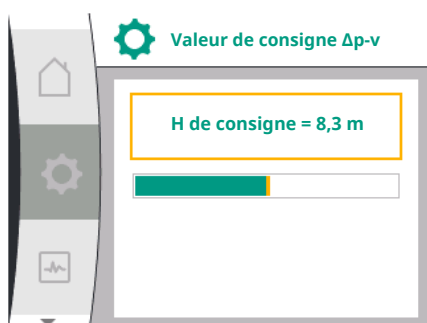 Valeur de consigne Δp-v
H de consigne = 8,3 m